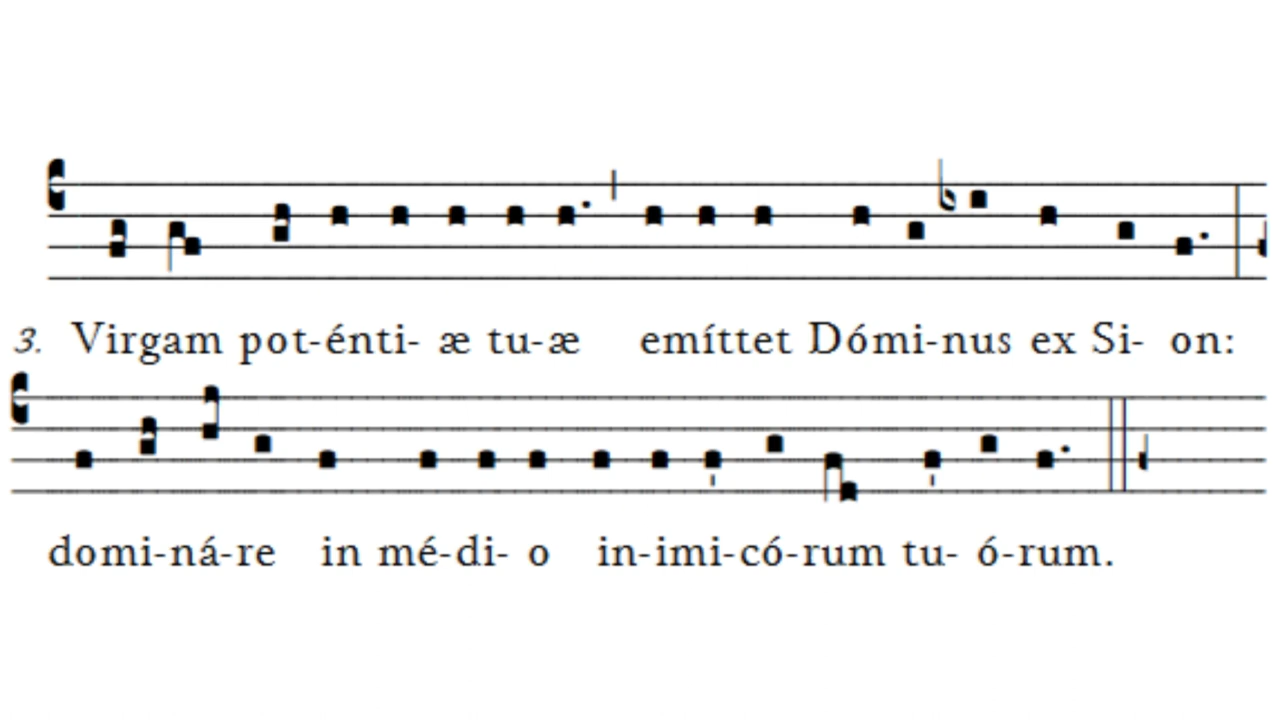 3. Virgam pot-énti- æ tu-æ emíttet Dómi-nus ex Si- on:
domi-ná-re in mé-di- o in-imi-có-rum tu- ó-rum.